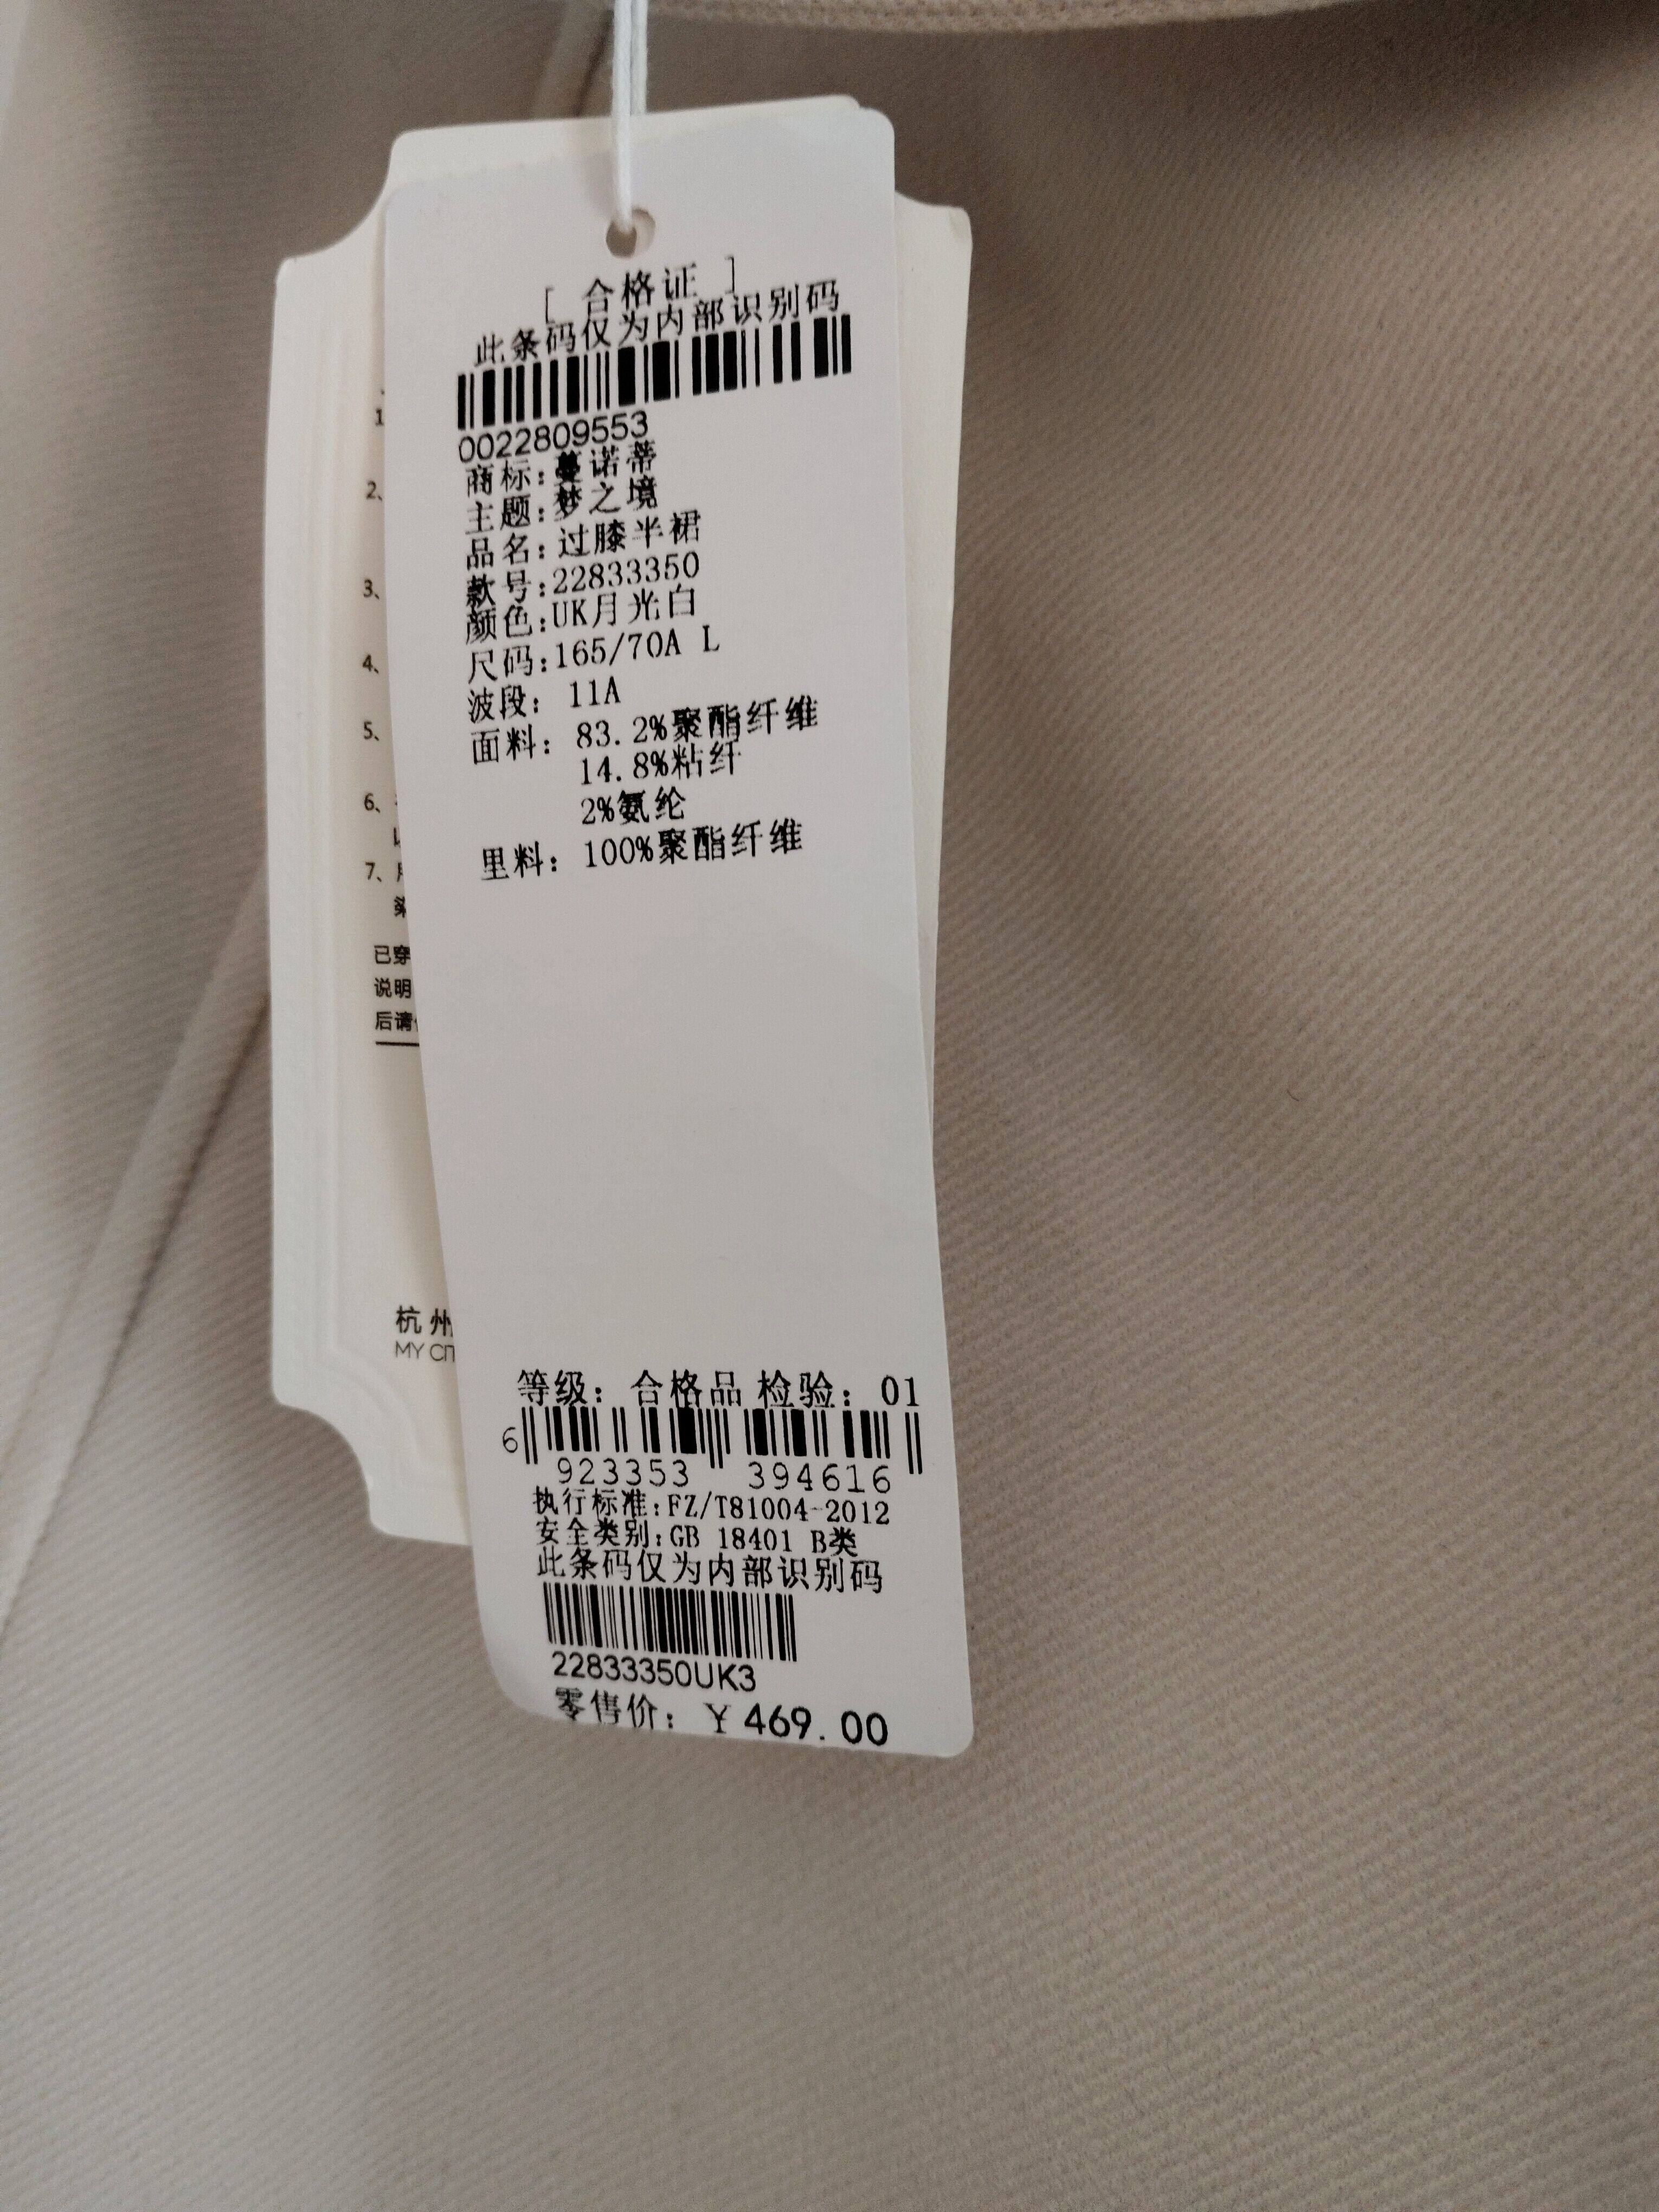 [ 合格证 ]
此条码仅为内部识别码
0022809553
商标:蔓诺蒂
主题:梦之境
品名:过膝半裙
款号:22833350
颜色:UK月光白
尺码:165/70A L
波段: 11A
面料: 83.2%聚酯纤维
14.8%粘纤
2%氨纶
里料: 100%聚酯纤维
等级: 合格品 检验: 01
6 923353 394616
执行标准:FZ/T81004-2012
安全类别:GB 18401 B类
此条码仅为内部识别码
22833350UK3
零售价: ￥469.00
1
2、
3、
4、
5、
6、
7、
已穿
说明
后请
杭州
MY CIT